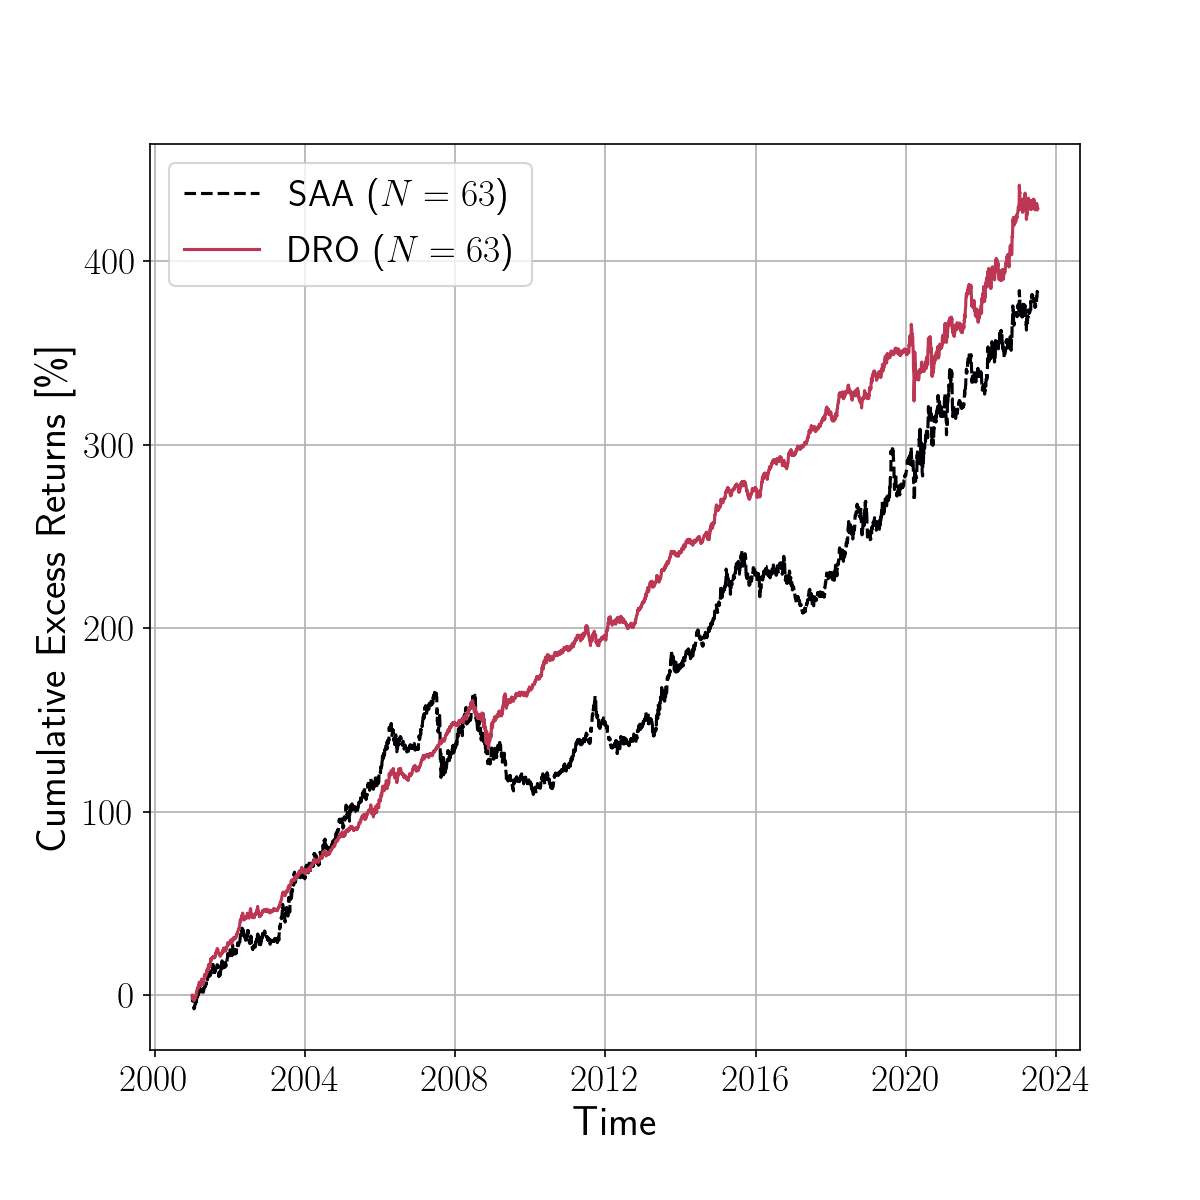 SAA (N = 63)
DRO (N = 63)
Cumulative Excess Returns [%]
400
300
200
100
0
2000 2004 2008 2012 2016 2020 2024
Time